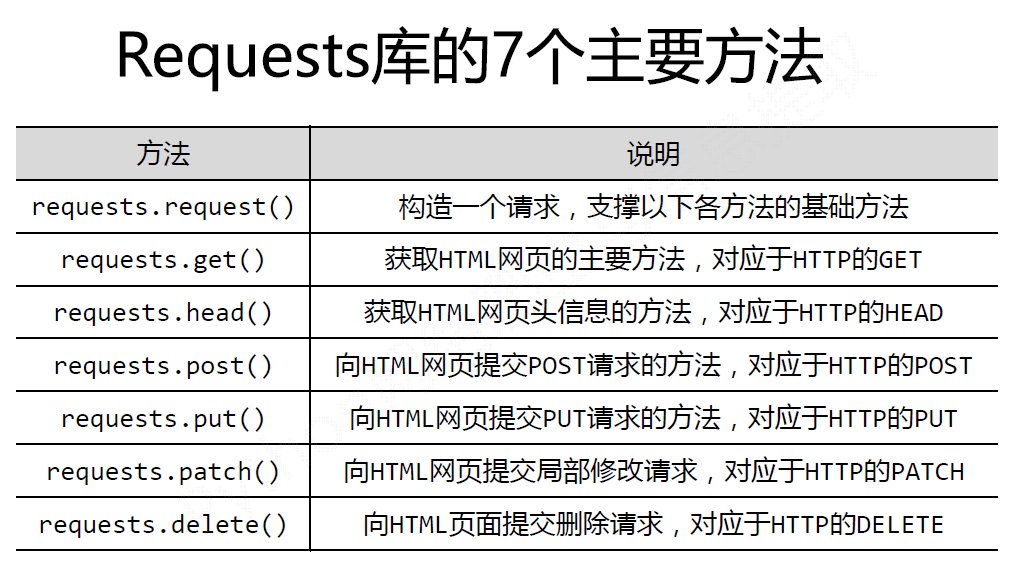 Requests库的7个主要方法
方法 说明
requests.request() 构造一个请求，支撑以下各方法的基础方法
requests.get() 获取HTML网页的主要方法，对应于HTTP的GET
requests.head() 获取HTML网页头信息的方法，对应于HTTP的HEAD
requests.post() 向HTML网页提交POST请求的方法，对应于HTTP的POST
requests.put() 向HTML网页提交PUT请求的方法，对应于HTTP的PUT
requests.patch() 向HTML网页提交局部修改请求，对应于HTTP的PATCH
requests.delete() 向HTML页面提交删除请求，对应于HTTP的DELETE